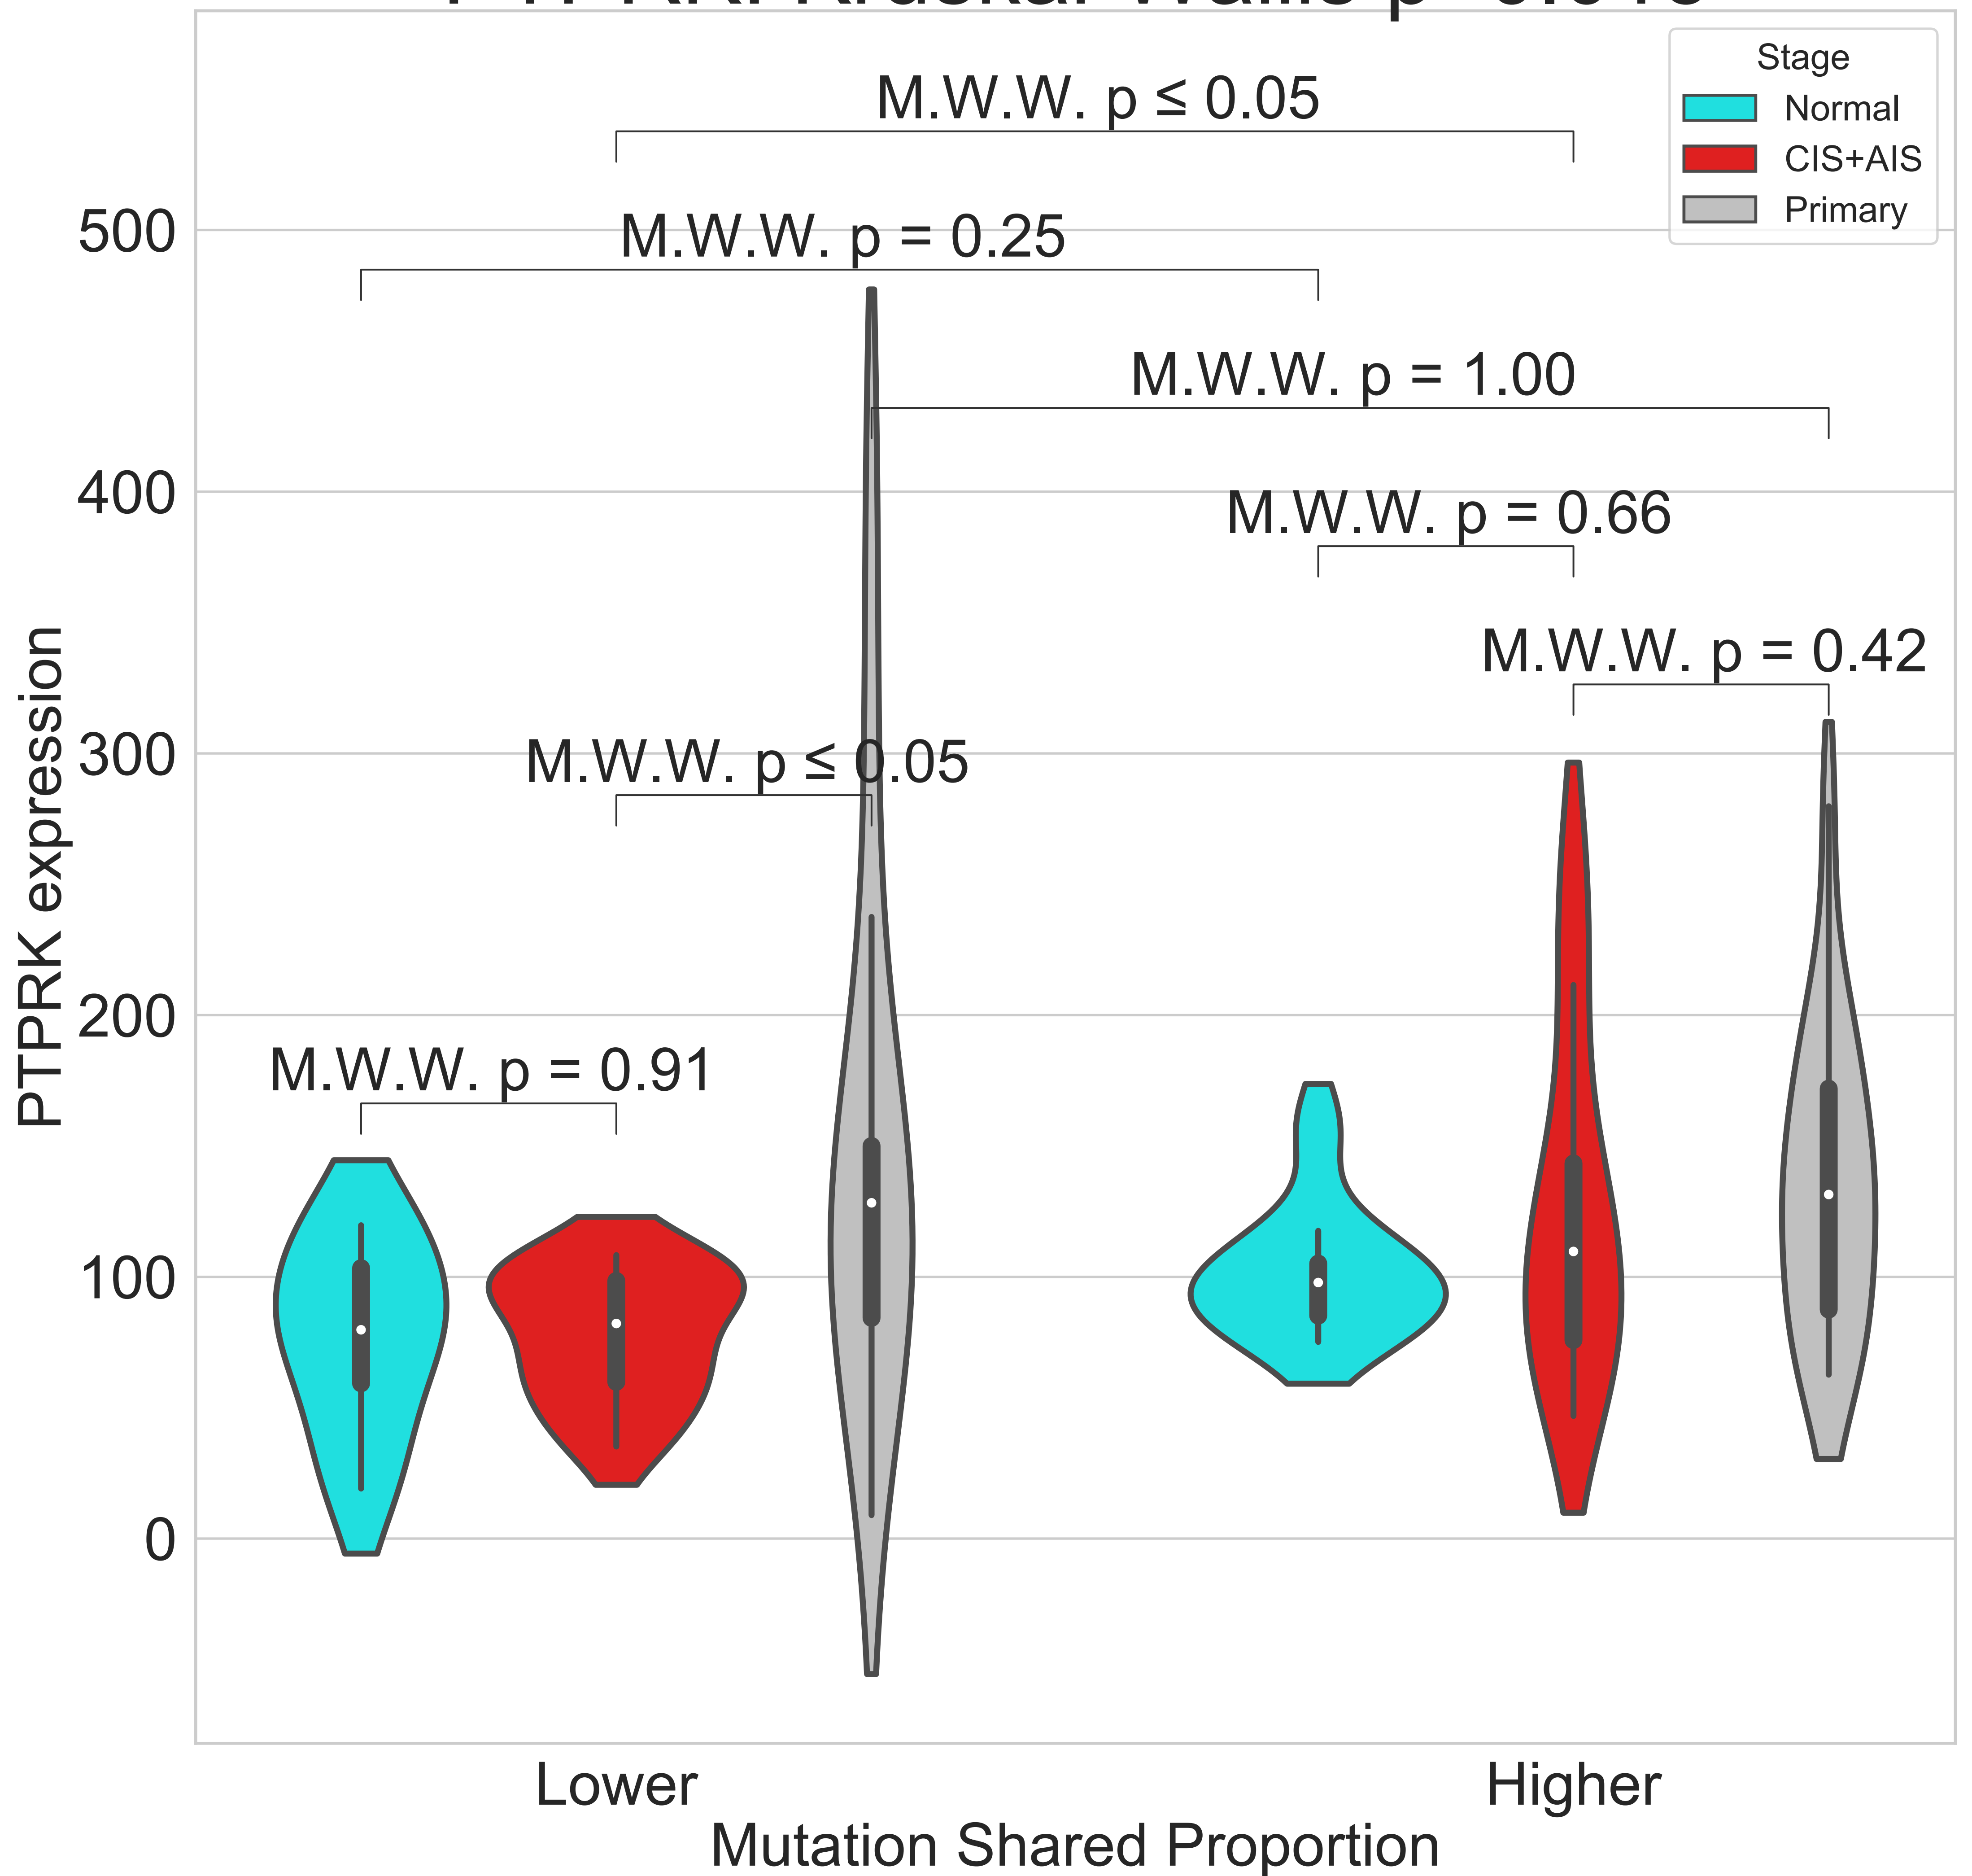 Stage
Normal
CIS+AIS
Primary
M.W.W. p ≤ 0.05
M.W.W. p = 0.25
M.W.W. p = 1.00
M.W.W. p = 0.66
M.W.W. p = 0.42
M.W.W. p ≤ 0.05
M.W.W. p = 0.91
500
400
300
200
100
0
PTPRK expression
Lower
Higher
Mutation Shared Proportion